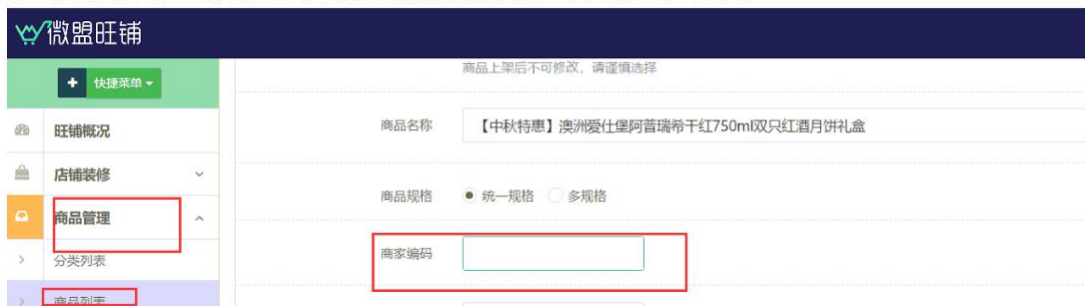 微盟旺铺
快捷菜单
旺铺概况
店铺装修
商品管理
分类列表
商品列表
商品上架后不可修改，请谨慎选择
商品名称 【中秋特惠】澳洲爱仕堡阿普瑞希干红750ml双只红酒月饼礼盒
商品规格 统一规格 多规格
商家编码